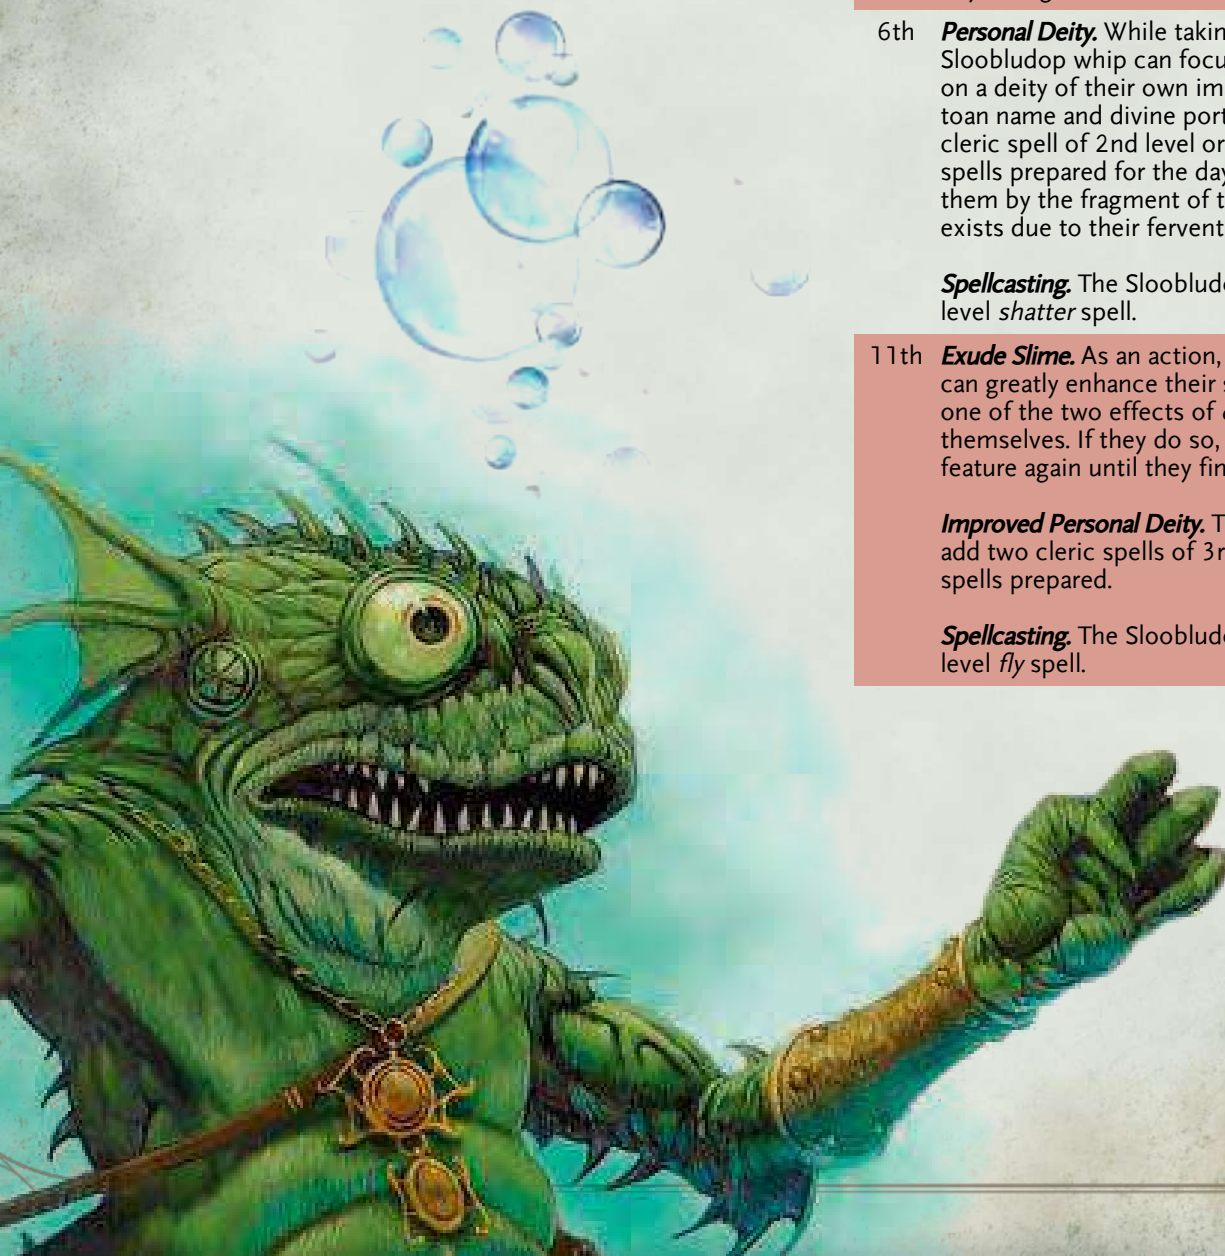 6th Personal Deity. While takin
Sloobludop whip can focu
on a deity of their own im
toan name and divine port
cleric spell of 2nd level or
spells prepared for the day
them by the fragment of t
exists due to their fervent
Spellcasting. The Slooblud
level shatter spell.
11th Exude Slime. As an action,
can greatly enhance their s
one of the two effects of
themselves. If they do so,
feature again until they fin
Improved Personal Deity. T
add two cleric spells of 3r
spells prepared.
Spellcasting. The Slooblud
level fly spell.